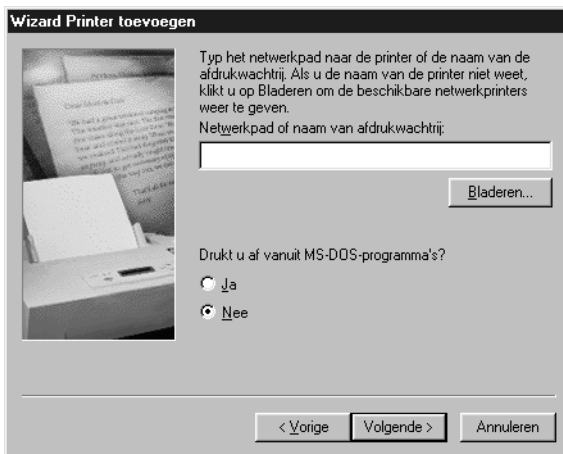 Wizard Printer toevoegen
Typ het netwerkpad naar de printer of de naam van de
afdrukwachtrij. Als u de naam van de printer niet weet,
klikt u op Bladeren om de beschikbare netwerkprinters
weer te geven.
Netwerkpad of naam van afdrukwachtrij:
Bladeren...
Drukt u af vanuit MS-DOS-programma's?
Ja
Nee
< Vorige
Volgende >
Annuleren